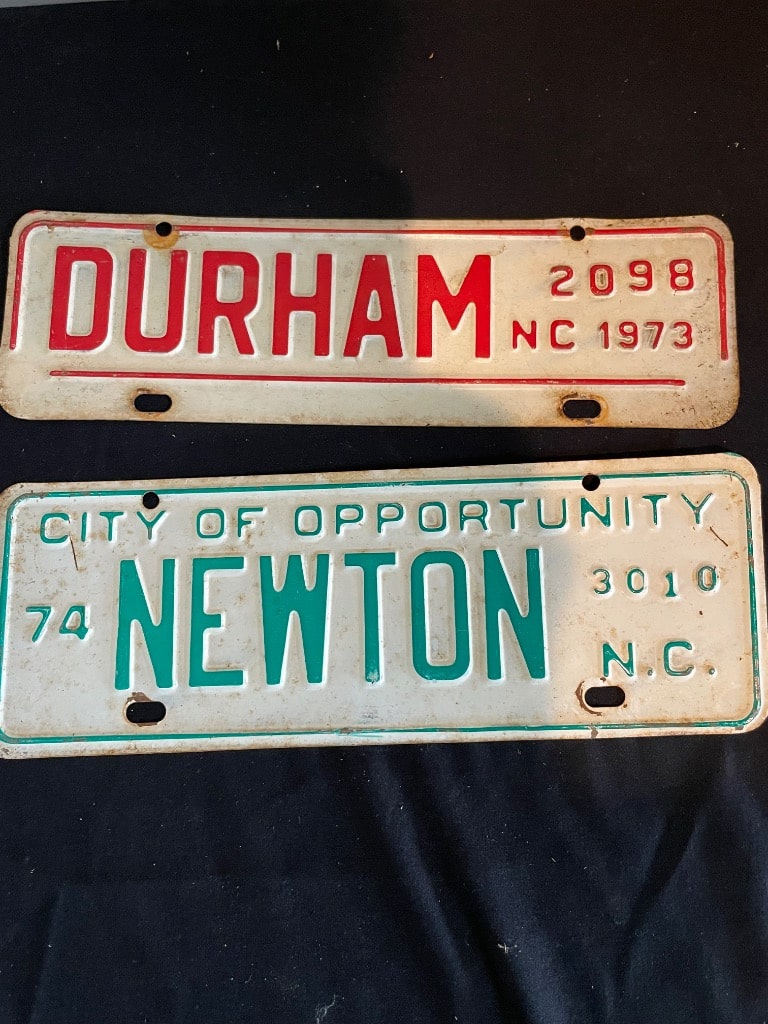 DURHAM 2098
NC 1973
CITY OF OPPORTUNITY
74 NEWTON 3010
N.C.